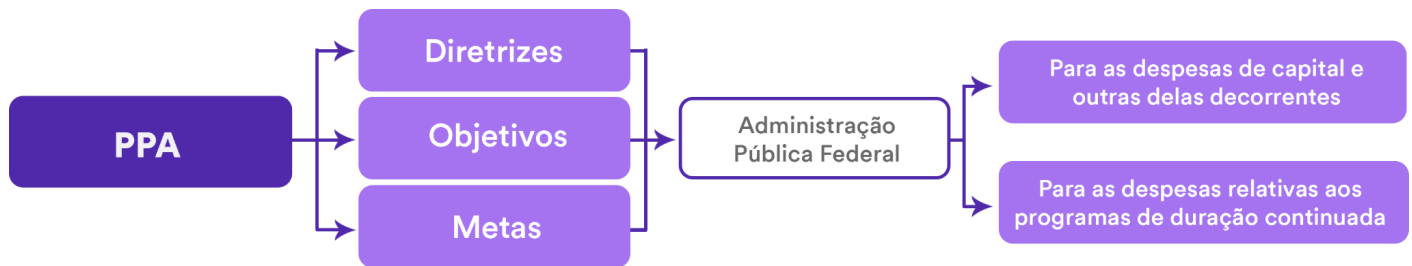 PPA
Diretrizes
Objetivos
Metas
Administração
Pública Federal
Para as despesas de capital e
outras delas decorrentes
Para as despesas relativas aos
programas de duração continuada